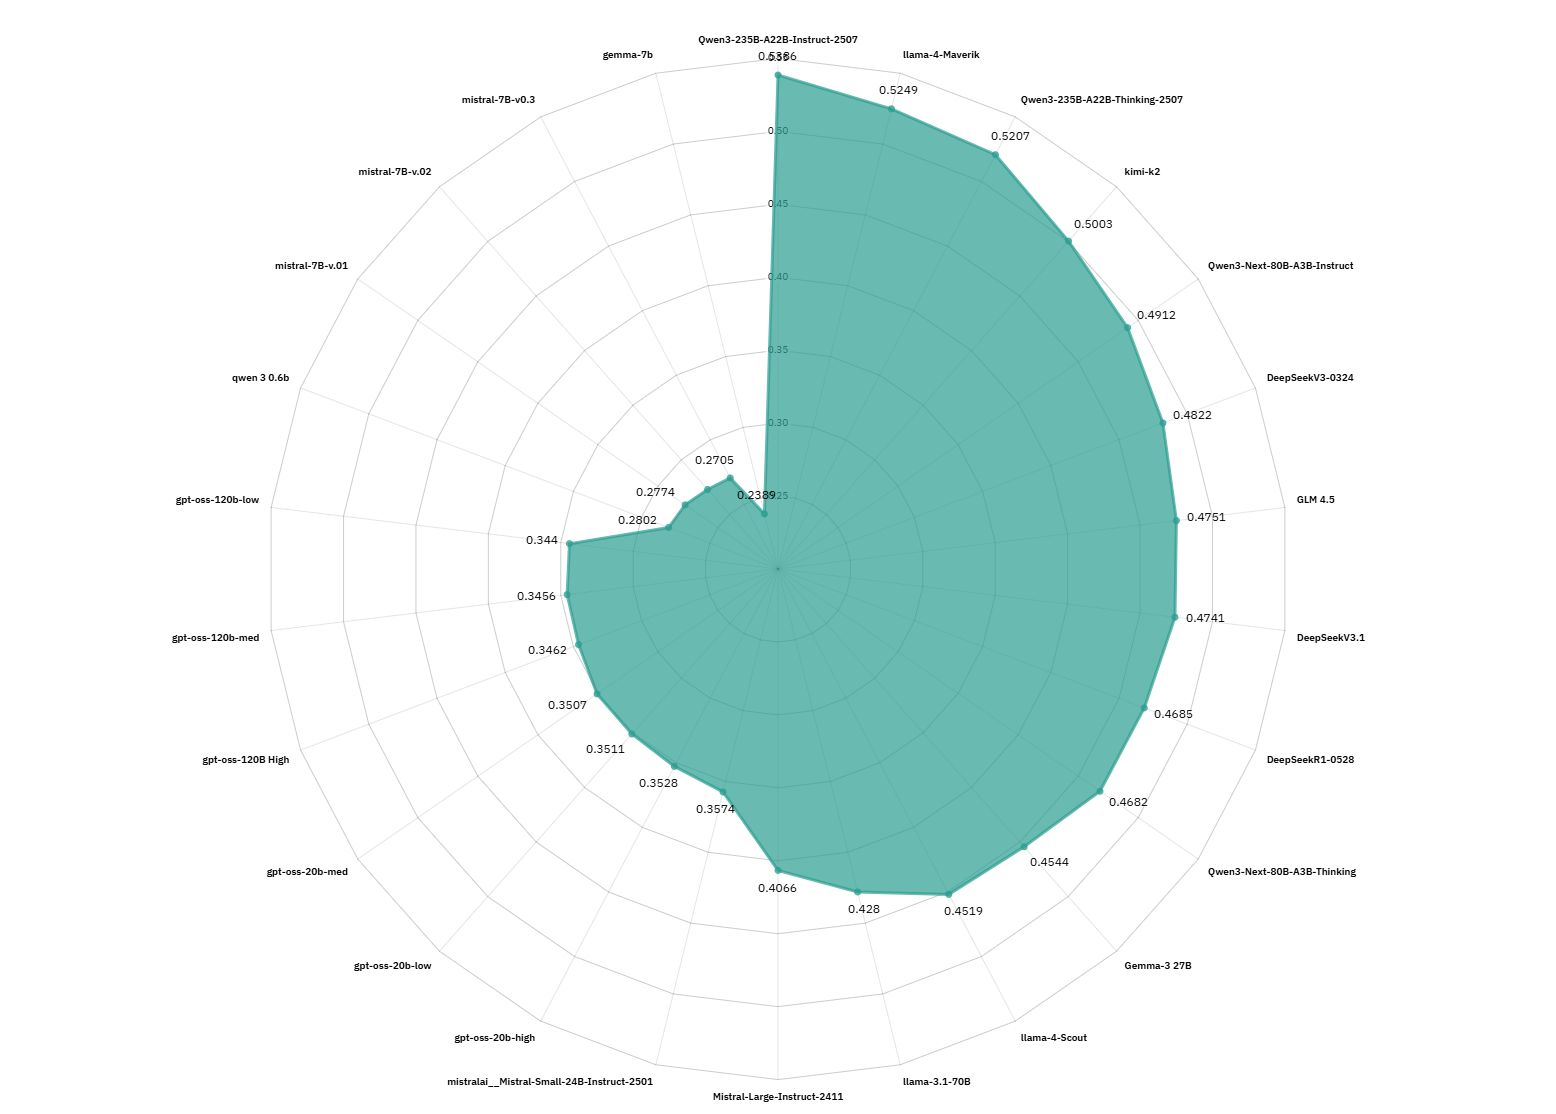 Qwen3-235B-A22B-Instruct-2507
0.5386
llama-4-Maverik
gemma-7b
0.5249
Qwen3-235B-A22B-Thinking-2507
mistral-7B-v0.3
0.50
0.5207
kimi-k2
mistral-7B-v.02
0.45
0.5003
Qwen3-Next-80B-A3B-Instruct
mistral-7B-v.01
0.40
0.4912
0.35
DeepSeekV3-0324
qwen 3 0.6b
0.30
0.4822
0.2705
0.2774
0.2389
GLM 4.5
gpt-oss-120b-low
0.2802
0.4751
0.344
0.3456
0.4741
DeepSeekV3.1
gpt-oss-120b-med
0.3462
0.3507
0.4685
0.3511
DeepSeekR1-0528
gpt-oss-120B High
0.3528
0.4682
0.3574
0.4544
Qwen3-Next-80B-A3B-Thinking
gpt-oss-20b-med
0.4066
0.428
0.4519
Gemma-3 27B
gpt-oss-20b-low
llama-4-Scout
gpt-oss-20b-high
mistralai__Mistral-Small-24B-Instruct-2501
llama-3.1-70B
Mistral-Large-Instruct-2411